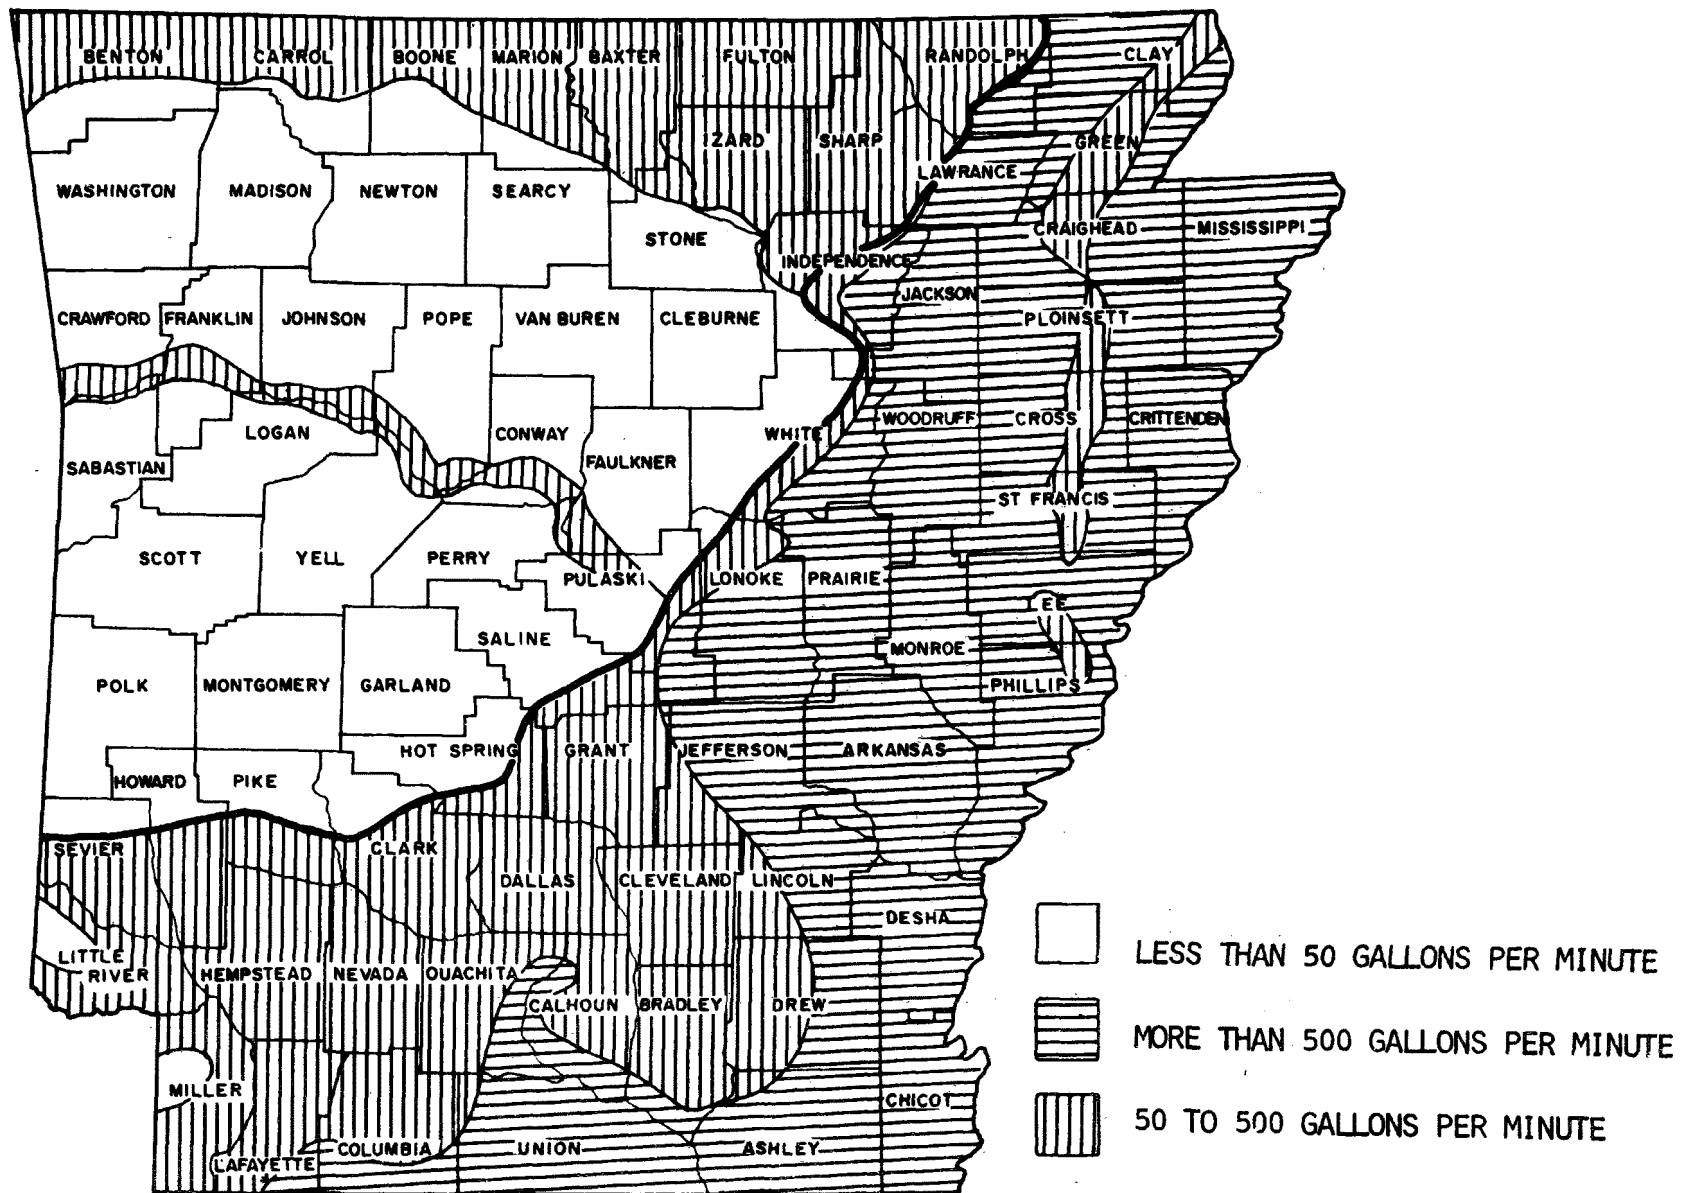 BENTON
CARROL
BOONE
MARION
BAXTER
FULTON
RANDOLPH
CLAY
IZARD
SHARP
GREEN
LAWRANCE
WASHINGTON
MADISON
NEWTON
SEARCY
STONE
CRAIGHEAD
MISSISSIPPI
INDEPENDENCE
JACKSON
CRAWFORD
FRANKLIN
JOHNSON
POPE
VAN BUREN
CLEBURNE
PLOINSETT
LOGAN
CONWAY
WHITE
WOODRUFF
CROSS
CRITTENDEN
SABASTIAN
FAULKNER
ST FRANCIS
SCOTT
YELL
PERRY
PULASKI
LONOKE
PRAIRIE
EE
SALINE
MONROE
POLK
MONTGOMERY
GARLAND
PHILLIPS
HOT SPRING
GRANT
JEFFERSON
ARKANSAS
HOWARD
PIKE
SEVIER
CLARK
DALLAS
CLEVELAND
LINCOLN
DESHA
LITTLE
RIVER
HEMPSTEAD
NEVADA
OUACHITA
CALHOUN
BRADLEY
DREW
MILLER
CHICOT
LAFAYETTE
COLUMBIA
UNION
ASHLEY
LESS THAN 50 GALLONS PER MINUTE
MORE THAN 500 GALLONS PER MINUTE
50 TO 500 GALLONS PER MINUTE